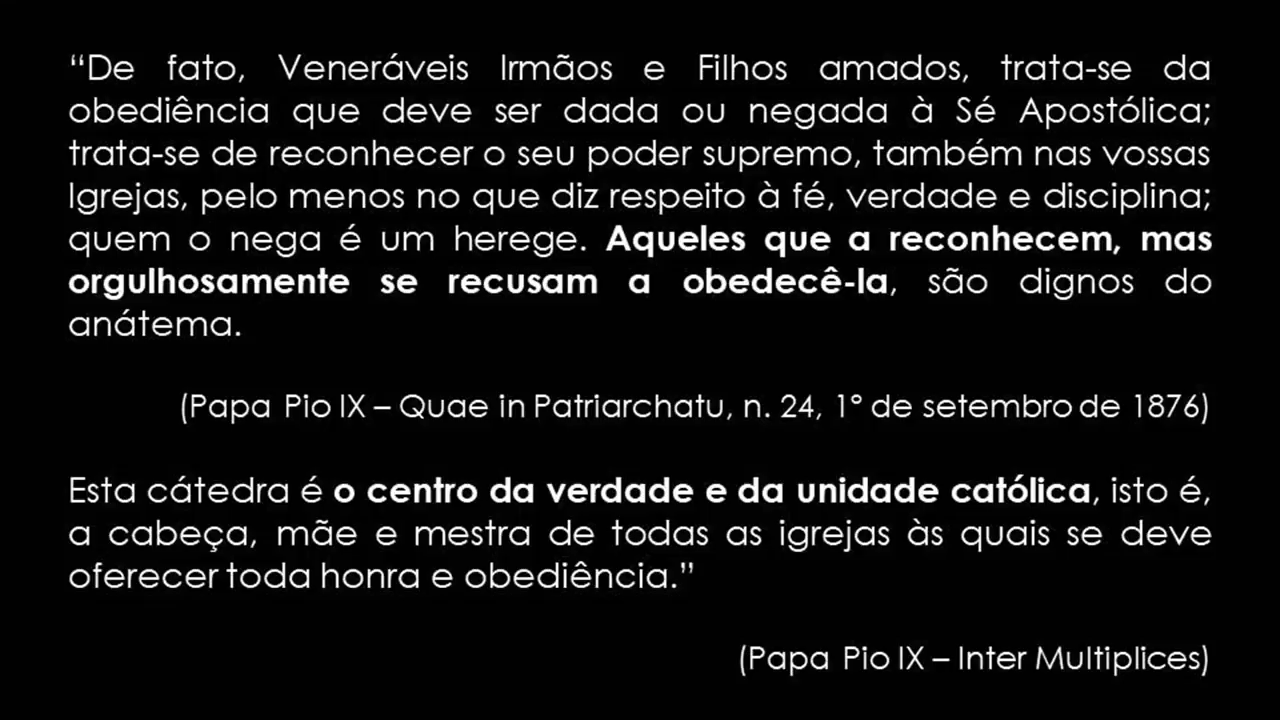 “De fato, Veneráveis Irmãos e Filhos amados, trata-se da
obediência que deve ser dada ou negada à Sé Apostólica;
trata-se de reconhecer o seu poder supremo, também nas vossas
Igrejas, pelo menos no que diz respeito à fé, verdade e disciplina;
quem o nega é um herege. Aqueles que a reconhecem, mas
orgulhosamente se recusam a obedecê-la, são dignos do
anátema.
(Papa Pio IX – Quae in Patriarchatu, n. 24, 1º de setembro de 1876)
Esta cátedra é o centro da verdade e da unidade católica, isto é,
a cabeça, mãe e mestra de todas as igrejas às quais se deve
oferecer toda honra e obediência.”
(Papa Pio IX – Inter Multiplices)